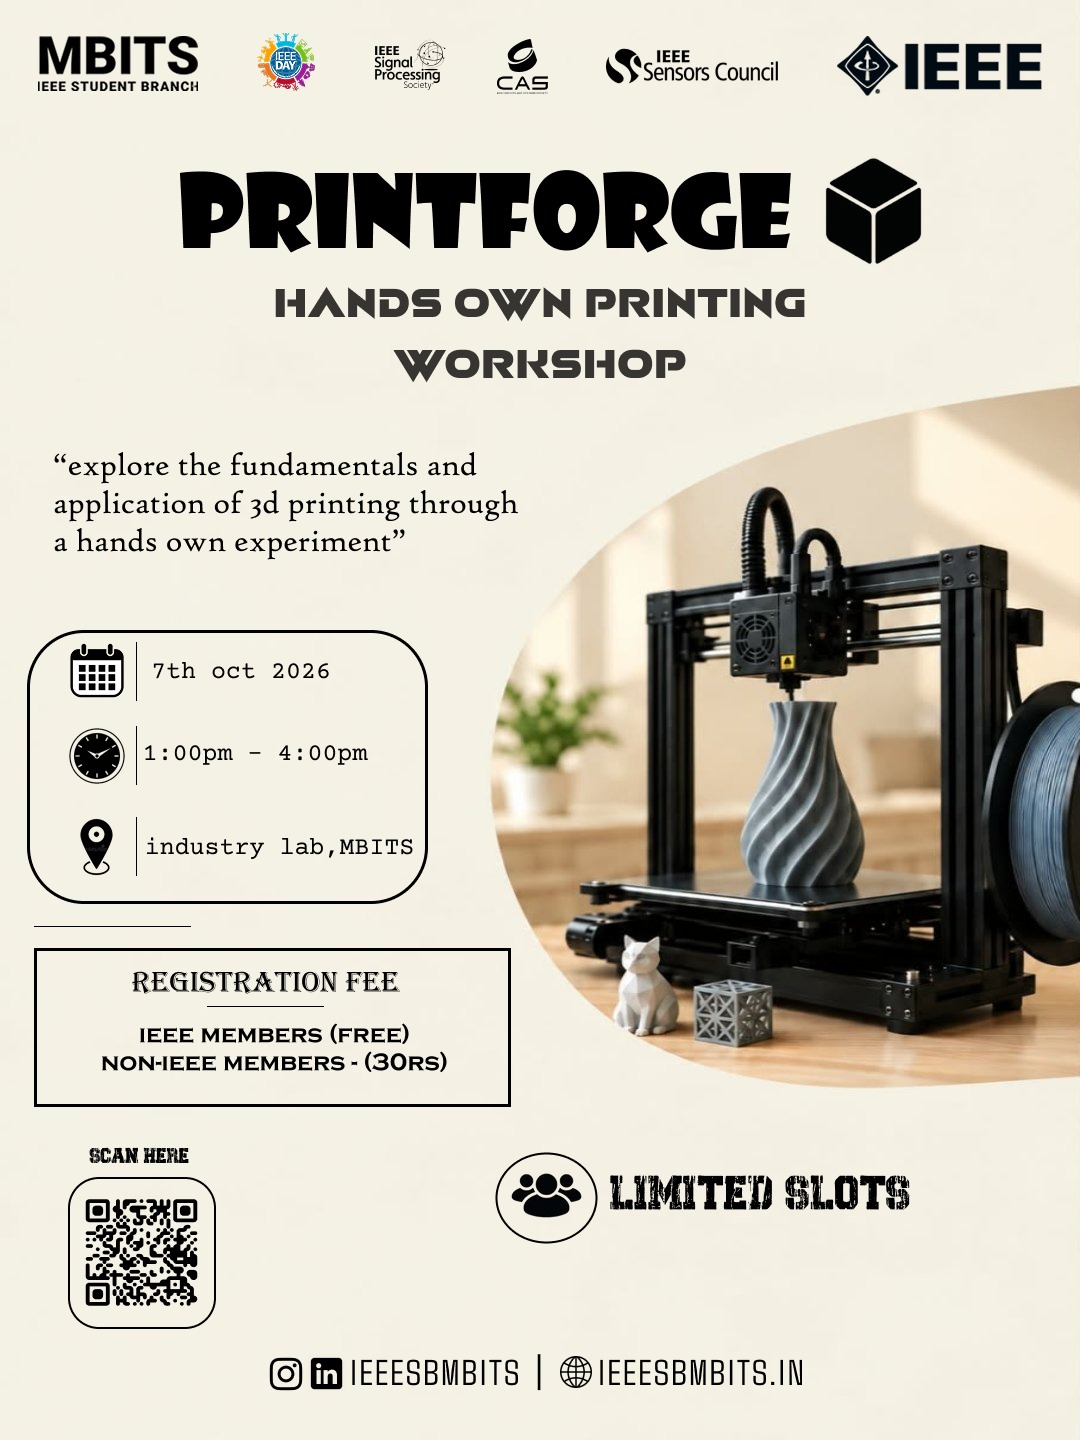 MBITS
IEEE STUDENT BRANCH
IEEE
DAY
IEEE
Signal
Processing
Society
CAS
IEEE
Sensors Council
IEEE
PRINTFORGE
HANDS OWN PRINTING
WORKSHOP
“explore the fundamentals and
application of 3d printing through
a hands own experiment”
7th oct 2026
1:00pm - 4:00pm
industry lab,MBITS
REGISTRATION FEE
IEEE MEMBERS (FREE)
NON-IEEE MEMBERS - (30RS)
SCAN HERE
LIMITED SLOTS
in IEEESBMBITS | IEEESBMBITS.IN